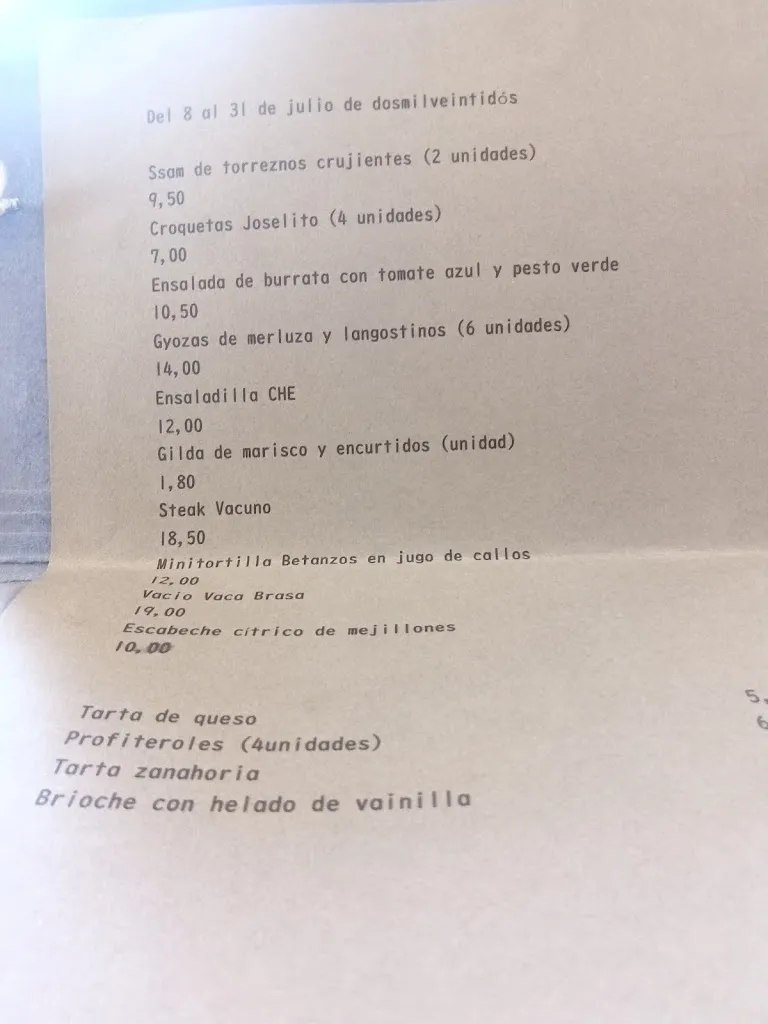 Del 8 al 31 de julio de dosmilveintidós
Ssam de torreznos crujientes (2 unidades)
9,50
Croquetas Joselito (4 unidades)
7,00
Ensalada de burrata con tomate azul y pesto verde
10,50
Gyozas de merluza y langostinos (6 unidades)
14,00
Ensaladilla CHE
12,00
Gilda de marisco y encurtidos (unidad)
1,80
Steak Vacuno
18,50
Minitortilla Betanzos en jugo de callos
12,00
Vacio Vaca Brasa
19,00
Escabeche cítrico de mejillones
10,00
Tarta de queso
5,
Profiteroles (4unidades)
6
Tarta zanahoria
Brioche con helado de vainilla